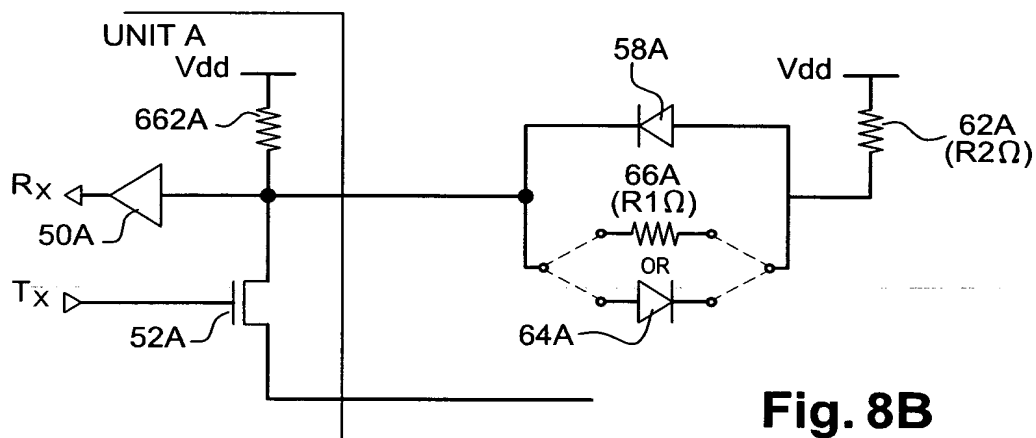 UNIT A
Vdd
662A
Rx
50A
Tx
52A
58A
66A
(R1Ω)
OR
64A
Vdd
62A
(R2Ω)
Fig. 8B